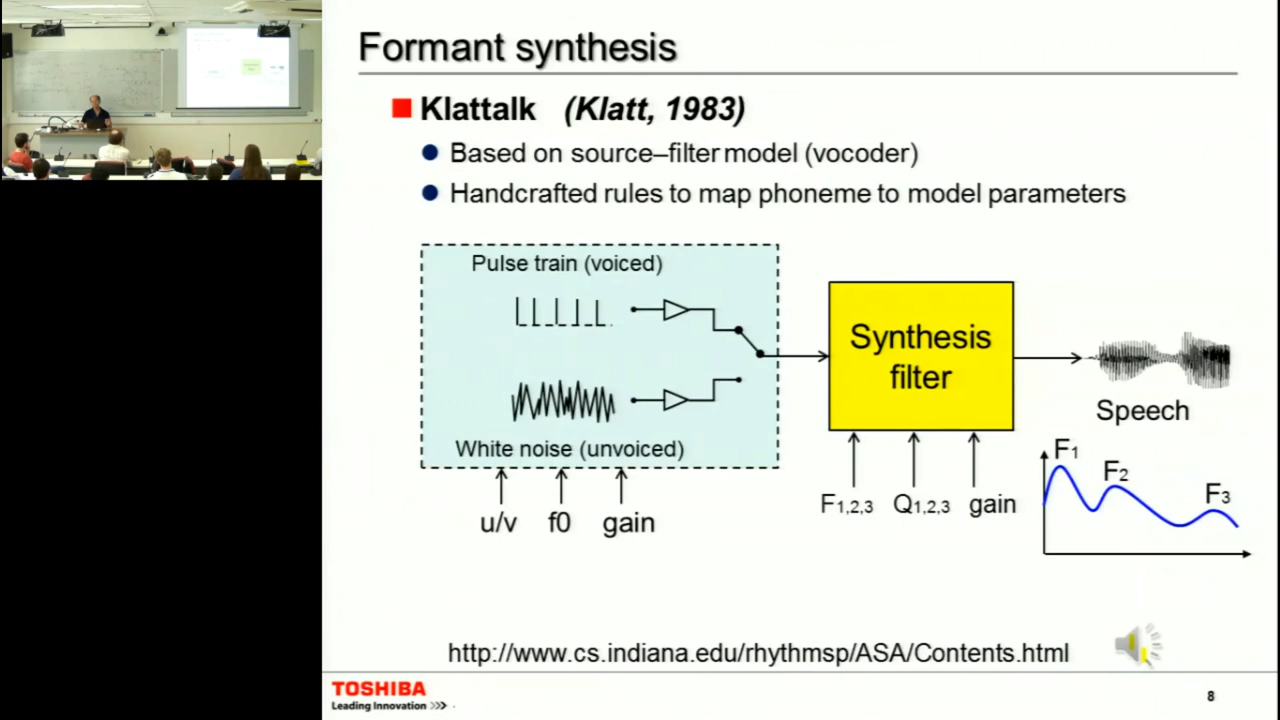 Formant synthesis
Klattalk (Klatt, 1983)
Based on source–filter model (vocoder)
Handcrafted rules to map phoneme to model parameters
Pulse train (voiced)
White noise (unvoiced)
u/v f0 gain
Synthesis
filter
F1,2,3 Q1,2,3 gain
Speech
F1
F2
F3
http://www.cs.indiana.edu/rhythmsp/ASA/Contents.html
TOSHIBA
Leading Innovation >>>
8